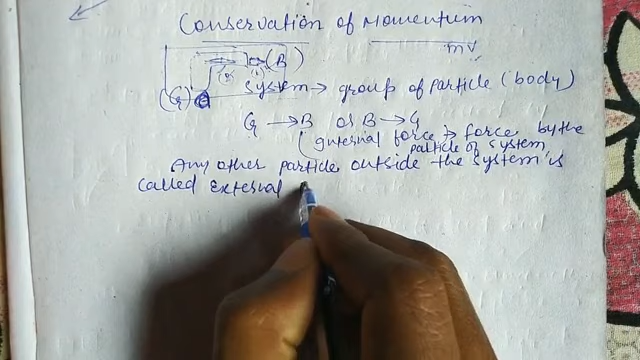 Conservation of Momentum
mv
(B)
(G)
System → group of particle (body)
G → B or B → G
internal force → force by the
particle of system
Any other particle outside the system is
called External